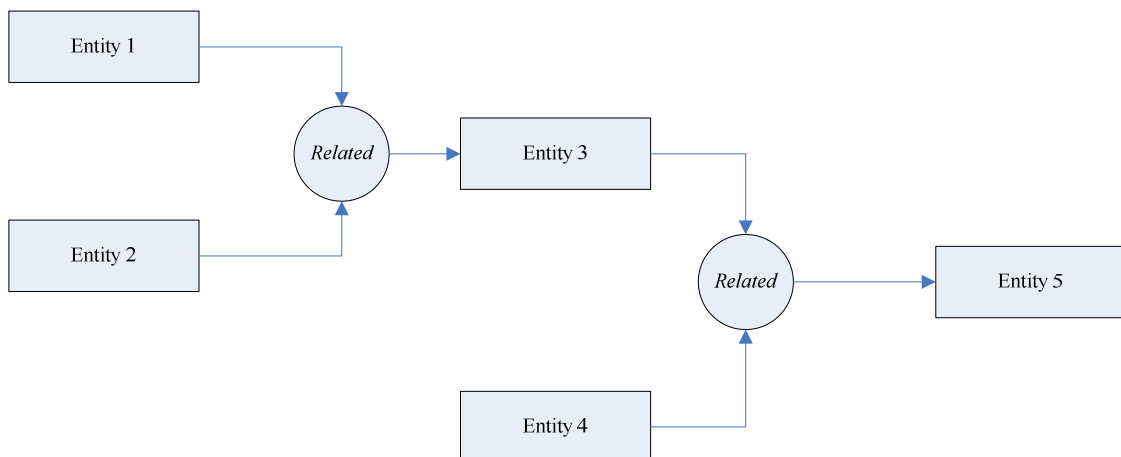 Entity 1
Related
Entity 3
Entity 2
Related
Entity 5
Entity 4